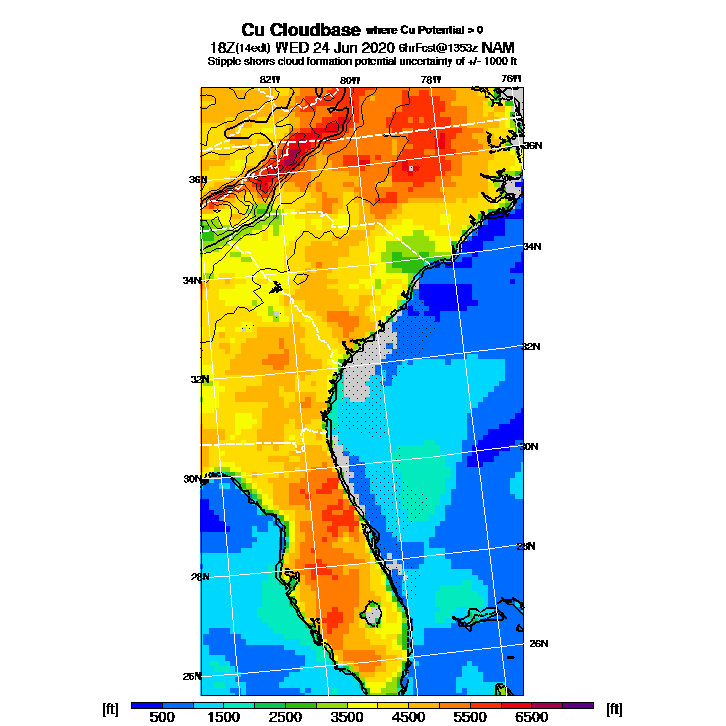 Cu Cloudbase where Cu Potential > 0
18Z(14edt) WED 24 Jun 2020 6hrFcst@1353z NAM
Stipple shows cloud formation potential uncertainty of +/- 1000 ft
82W 80W 78W 76W
36N
36N
34N
34N
32N
32N
30N
30N
28N
28N
26N
26N
[ft] 500 1500 2500 3500 4500 5500 6500 [ft]